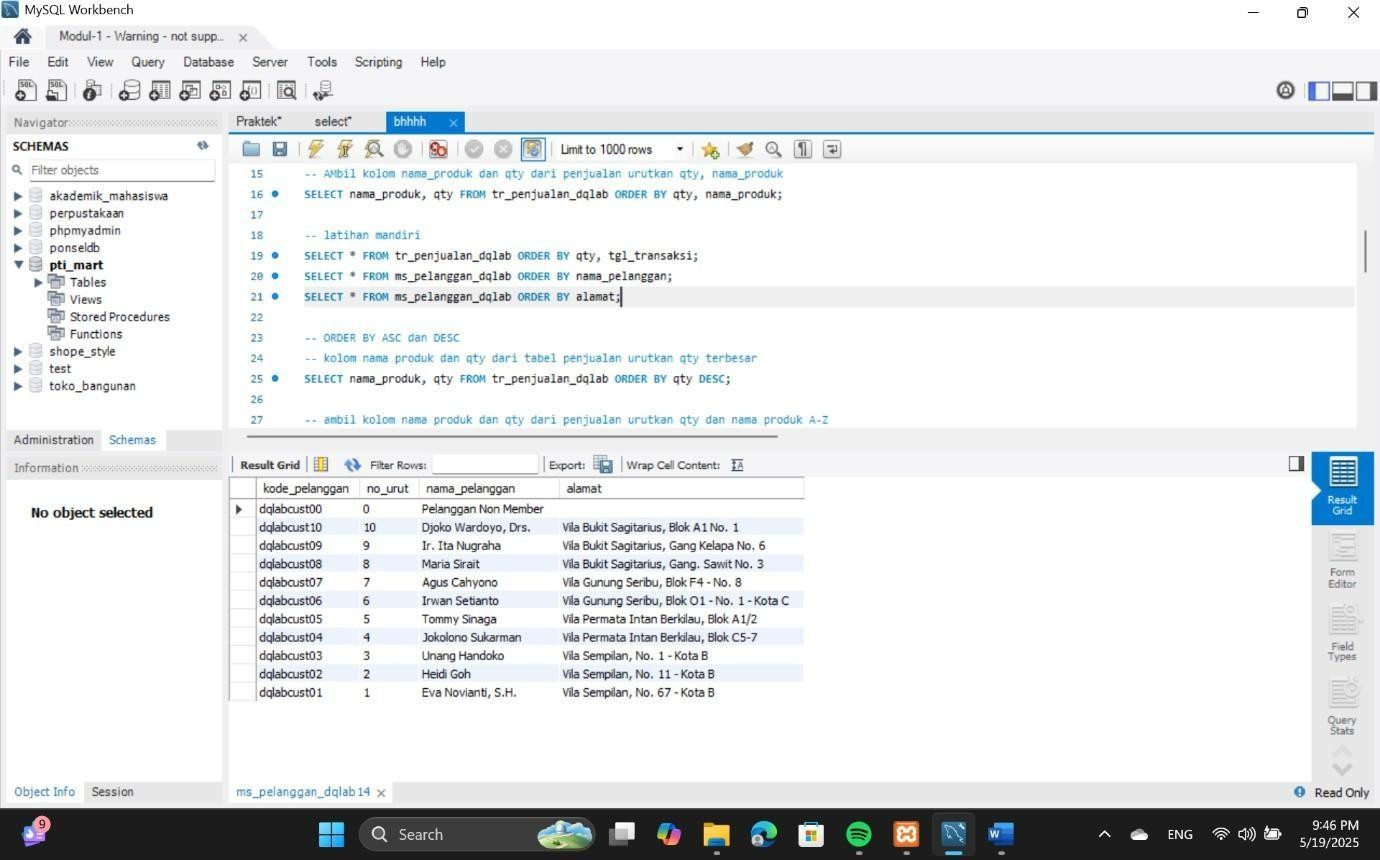 MySQL Workbench
Modul-1 - Warning - not supp... ×
File Edit View Query Database Server Tools Scripting Help
Navigator
SCHEMAS
Filter objects
akademik_mahasiswa
perpustakaan
phpmyadmin
ponseldb
pti_mart
Tables
Views
Stored Procedures
Functions
shope_style
test
toko_bangunan
Administration Schemas
Information
No object selected
Object Info Session
Praktek* select* bhhhh ×
Limit to 1000 rows
15 -- AMbil kolom nama_produk dan qty dari penjualan urutkan qty, nama_produk
16 SELECT nama_produk, qty FROM tr_penjualan_dqlab ORDER BY qty, nama_produk;
17
18 -- latihan mandiri
19 SELECT * FROM tr_penjualan_dqlab ORDER BY qty, tgl_transaksi;
20 SELECT * FROM ms_pelanggan_dqlab ORDER BY nama_pelanggan;
21 SELECT * FROM ms_pelanggan_dqlab ORDER BY alamat;
22
23 -- ORDER BY ASC dan DESC
24 -- kolom nama produk dan qty dari tabel penjualan urutkan qty terbesar
25 SELECT nama_produk, qty FROM tr_penjualan_dqlab ORDER BY qty DESC;
26
27 -- ambil kolom nama produk dan qty dari penjualan urutkan qty dan nama produk A-Z
Result Grid Filter Rows: Export: Wrap Cell Content:
kode_pelanggan no_urut nama_pelanggan alamat
dqlabcust00 0 Pelanggan Non Member
dqlabcust10 10 Djoko Wardoyo, Drs. Vila Bukit Sagitarius, Blok A1 No. 1
dqlabcust09 9 Ir. Ita Nugraha Vila Bukit Sagitarius, Gang Kelapa No. 6
dqlabcust08 8 Maria Sirait Vila Bukit Sagitarius, Gang. Sawit No. 3
dqlabcust07 7 Agus Cahyono Vila Gunung Seribu, Blok F4 - No. 8
dqlabcust06 6 Irwan Setianto Vila Gunung Seribu, Blok O1 - No. 1 - Kota C
dqlabcust05 5 Tommy Sinaga Vila Permata Intan Berkilau, Blok A1/2
dqlabcust04 4 Jokolono Sukarman Vila Permata Intan Berkilau, Blok C5-7
dqlabcust03 3 Unang Handoko Vila Sempilan, No. 1 - Kota B
dqlabcust02 2 Heidi Goh Vila Sempilan, No. 11 - Kota B
dqlabcust01 1 Eva Novianti, S.H. Vila Sempilan, No. 67 - Kota B
Result
Grid
Form
Editor
Field
Types
Query
Stats
ms_pelanggan_dqlab 14 ×
Read Only
9
Search
ENG
9:46 PM
5/19/2025